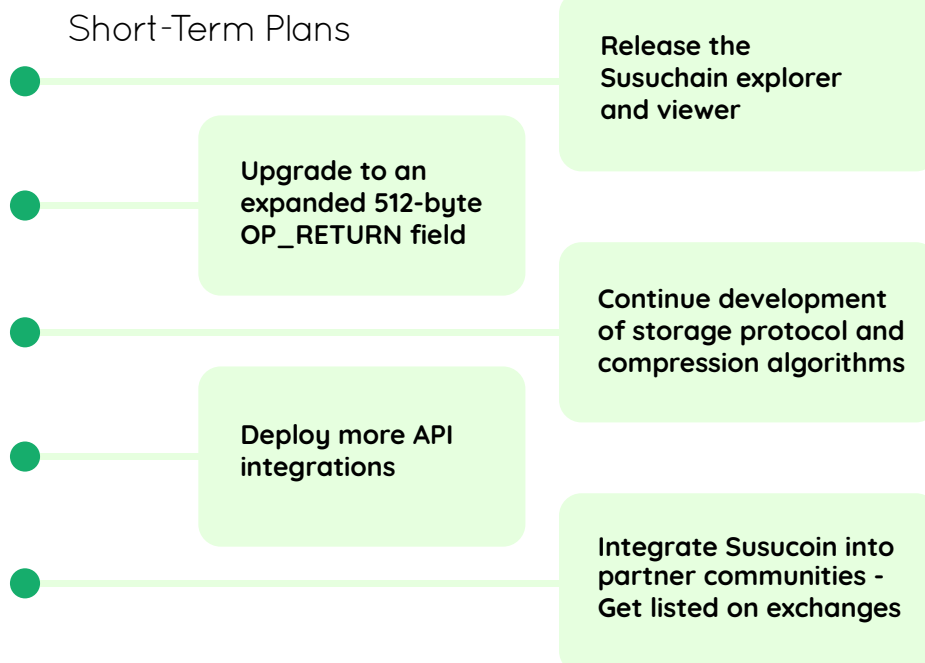 Short-Term Plans
Release the
Susuchain explorer
and viewer
Upgrade to an
expanded 512-byte
OP_RETURN field
Continue development
of storage protocol and
compression algorithms
Deploy more API
integrations
Integrate Susucoin into
partner communities -
Get listed on exchanges